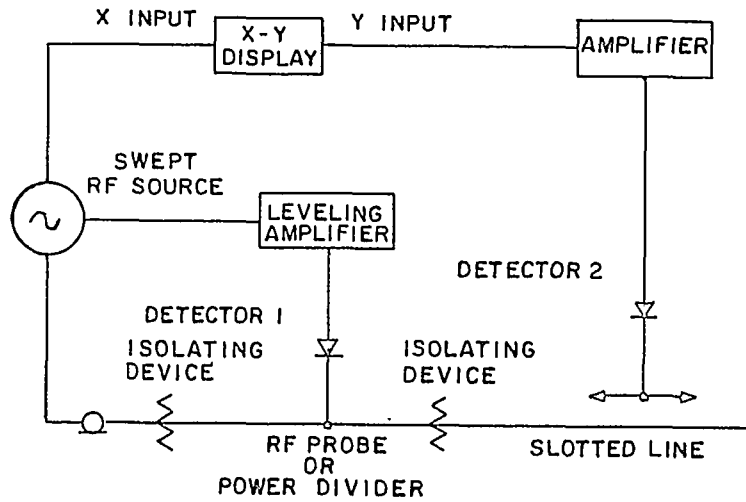 X INPUT
X-Y
DISPLAY
Y INPUT
AMPLIFIER
SWEPT
RF SOURCE
LEVELING
AMPLIFIER
DETECTOR 2
DETECTOR 1
ISOLATING
DEVICE
ISOLATING
DEVICE
RF PROBE
OR
POWER DIVIDER
SLOTTED LINE